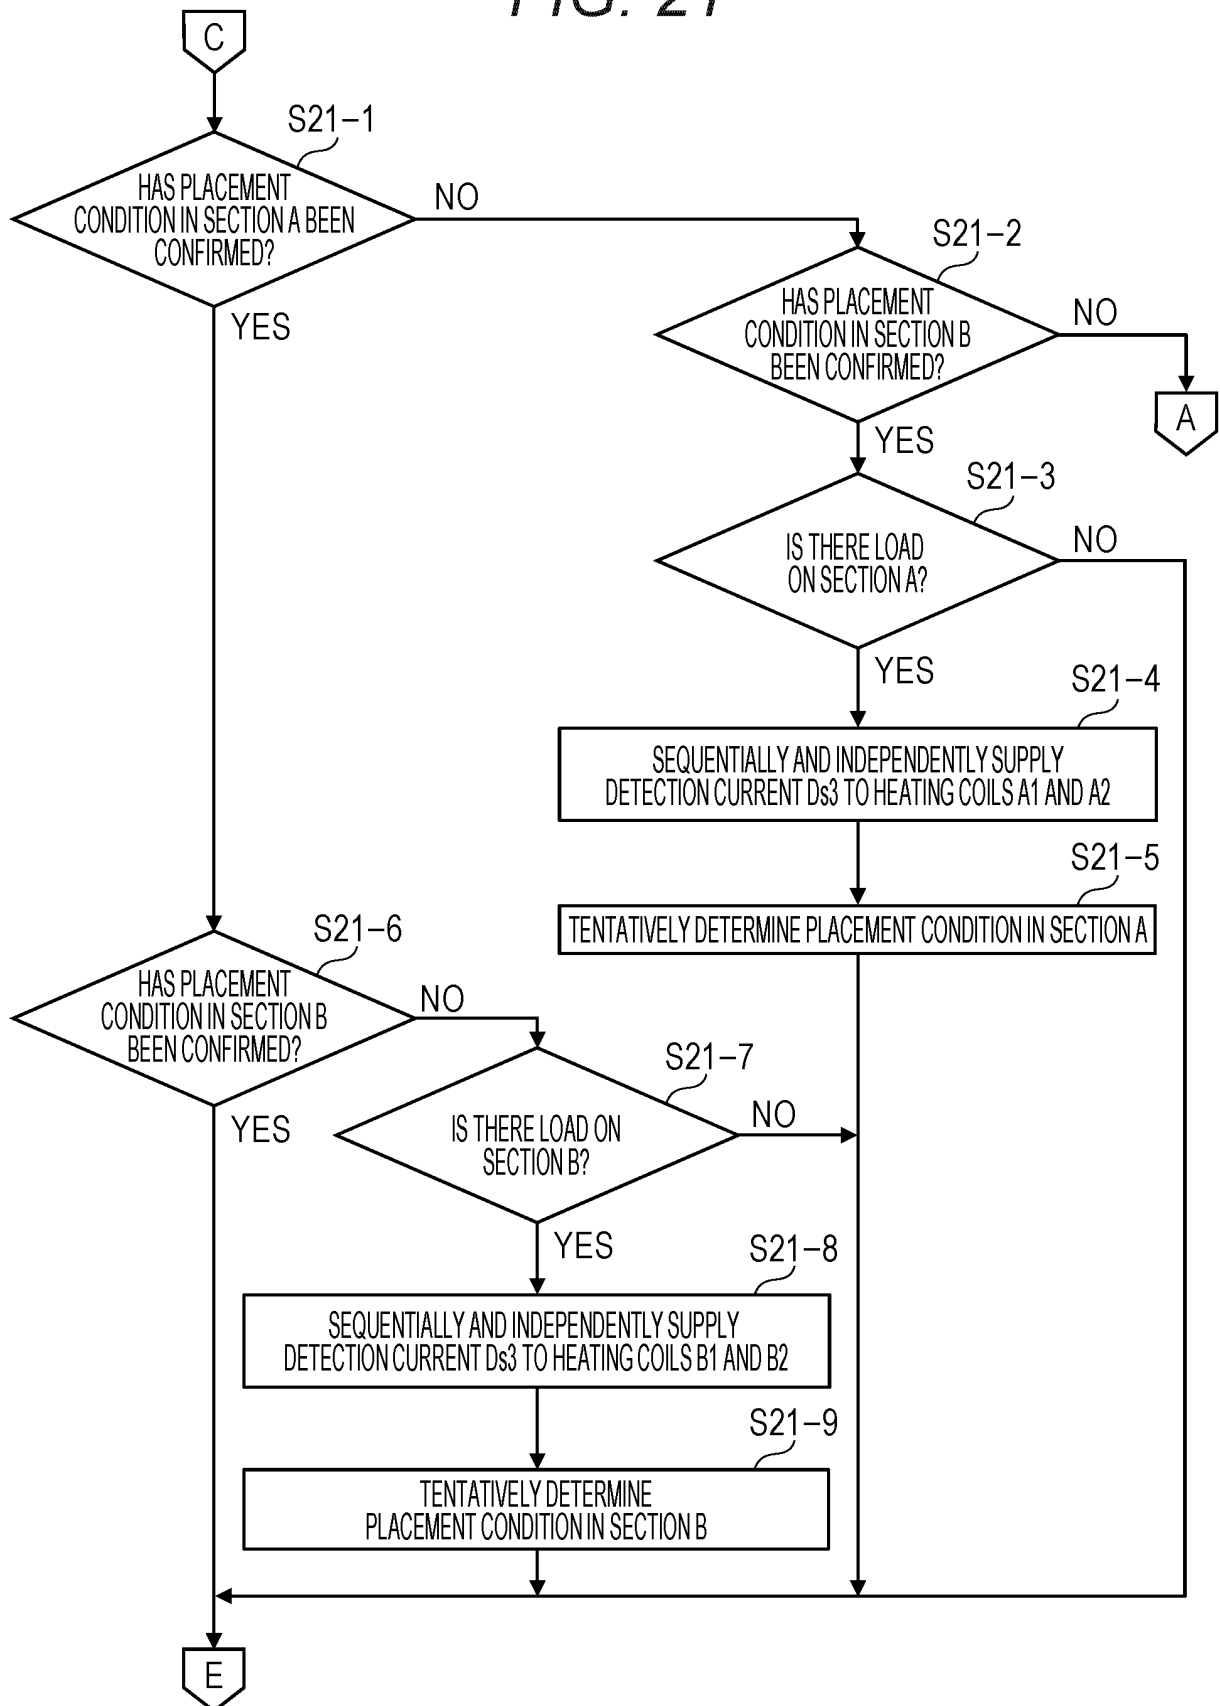 FIG. 21
C
S21-1
HAS PLACEMENT
CONDITION IN SECTION A BEEN
CONFIRMED?
NO
YES
S21-2
HAS PLACEMENT
CONDITION IN SECTION B
BEEN CONFIRMED?
NO
A
YES
S21-3
IS THERE LOAD
ON SECTION A?
NO
YES
S21-4
SEQUENTIALLY AND INDEPENDENTLY SUPPLY
DETECTION CURRENT Ds3 TO HEATING COILS A1 AND A2
S21-5
TENTATIVELY DETERMINE PLACEMENT CONDITION IN SECTION A
S21-6
HAS PLACEMENT
CONDITION IN SECTION B
BEEN CONFIRMED?
NO
YES
S21-7
IS THERE LOAD ON
SECTION B?
NO
YES
S21-8
SEQUENTIALLY AND INDEPENDENTLY SUPPLY
DETECTION CURRENT Ds3 TO HEATING COILS B1 AND B2
S21-9
TENTATIVELY DETERMINE
PLACEMENT CONDITION IN SECTION B
E